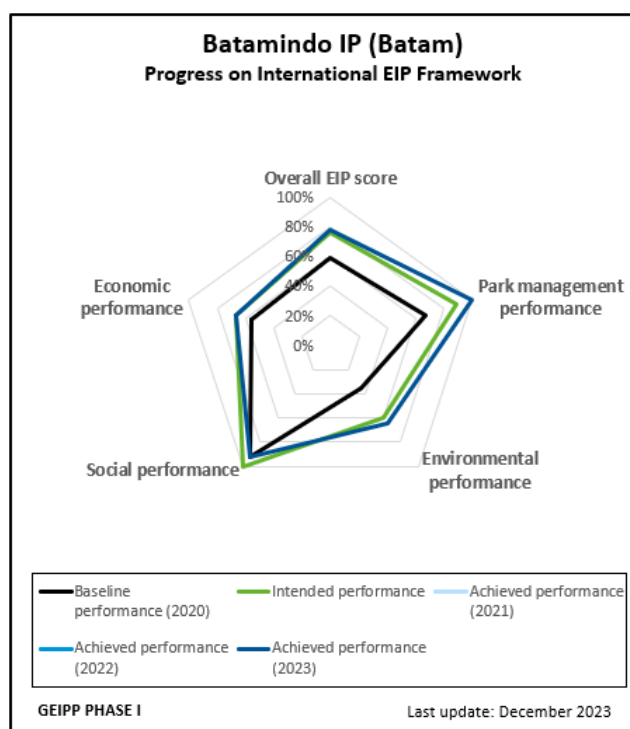 Batamindo IP (Batam)
Progress on International EIP Framework
Overall EIP score
100%
80%
60%
40%
20%
0%
Economic
performance
Park management
performance
Social performance
Environmental
performance
Baseline
performance (2020)
Intended performance
Achieved performance
(2021)
Achieved performance
(2022)
Achieved performance
(2023)
GEIPP PHASE I
Last update: December 2023